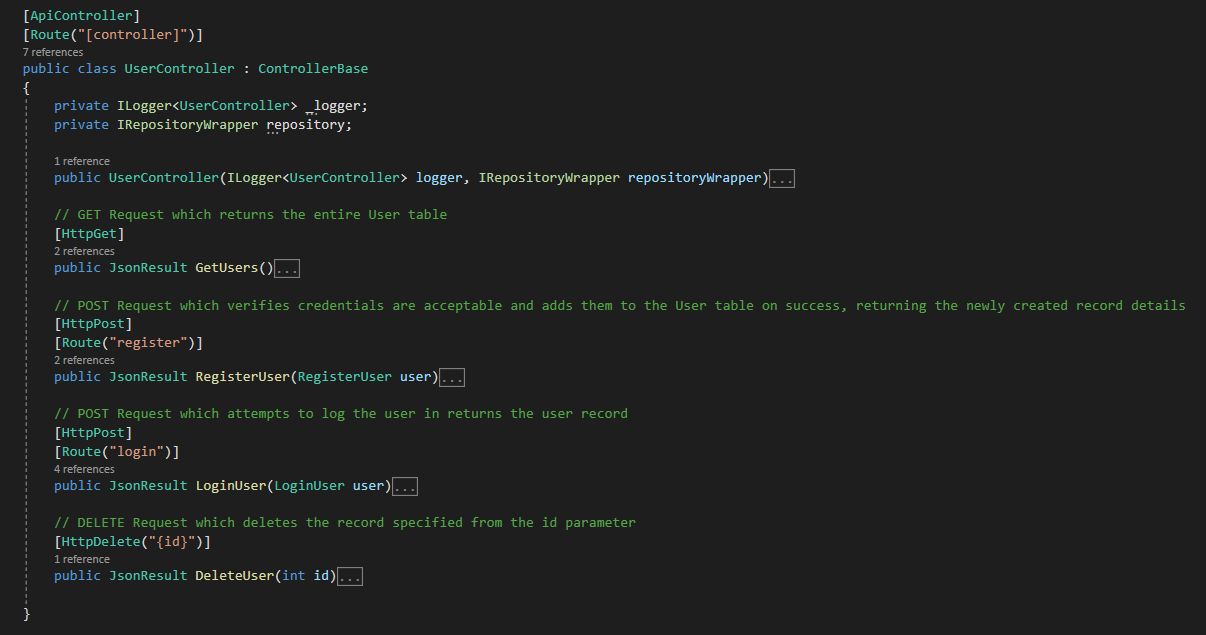 [ApiController]
[Route("[controller]")]
7 references
public class UserController : ControllerBase
{
private ILogger<UserController> _logger;
private IRepositoryWrapper repository;
1 reference
public UserController(ILogger<UserController> logger, IRepositoryWrapper repositoryWrapper)...
// GET Request which returns the entire User table
[HttpGet]
2 references
public JsonResult GetUsers()...
// POST Request which verifies credentials are acceptable and adds them to the User table on success, returning the newly created record details
[HttpPost]
[Route("register")]
2 references
public JsonResult RegisterUser(RegisterUser user)...
// POST Request which attempts to log the user in returns the user record
[HttpPost]
[Route("login")]
4 references
public JsonResult LoginUser(LoginUser user)...
// DELETE Request which deletes the record specified from the id parameter
[HttpDelete("{id}")]
1 reference
public JsonResult DeleteUser(int id)...
}